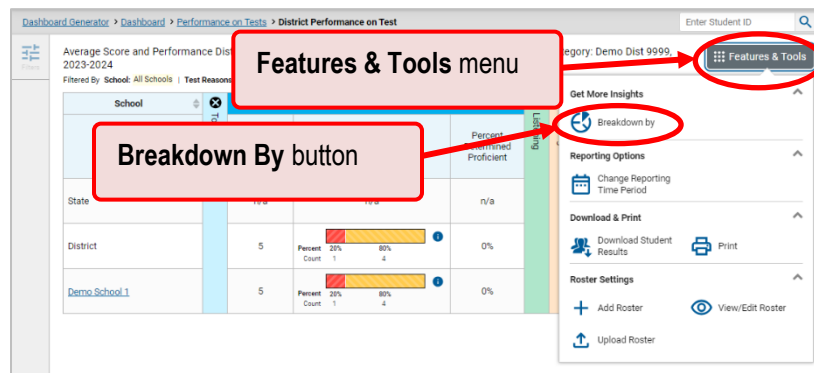 Dashboard Generator > Dashboard > Performance on Tests > District Performance on Test
Enter Student ID
Filters
Average Score and Performance Dis
egory: Demo Dist 9999,
2023-2024
Filtered By School: All Schools | Test Reasons
Features & Tools menu
Features & Tools
Get More Insights
Breakdown by
School
To
Listening
Percent
Determined
Proficient
Breakdown By button
Reporting Options
Change Reporting
Time Period
State
n/a
n/a
n/a
Download & Print
Download Student
Results
Print
District
5
Percent 20% 80%
Count 1 4
0%
Roster Settings
Add Roster
View/Edit Roster
Upload Roster
Demo School 1
5
Percent 20% 80%
Count 1 4
0%